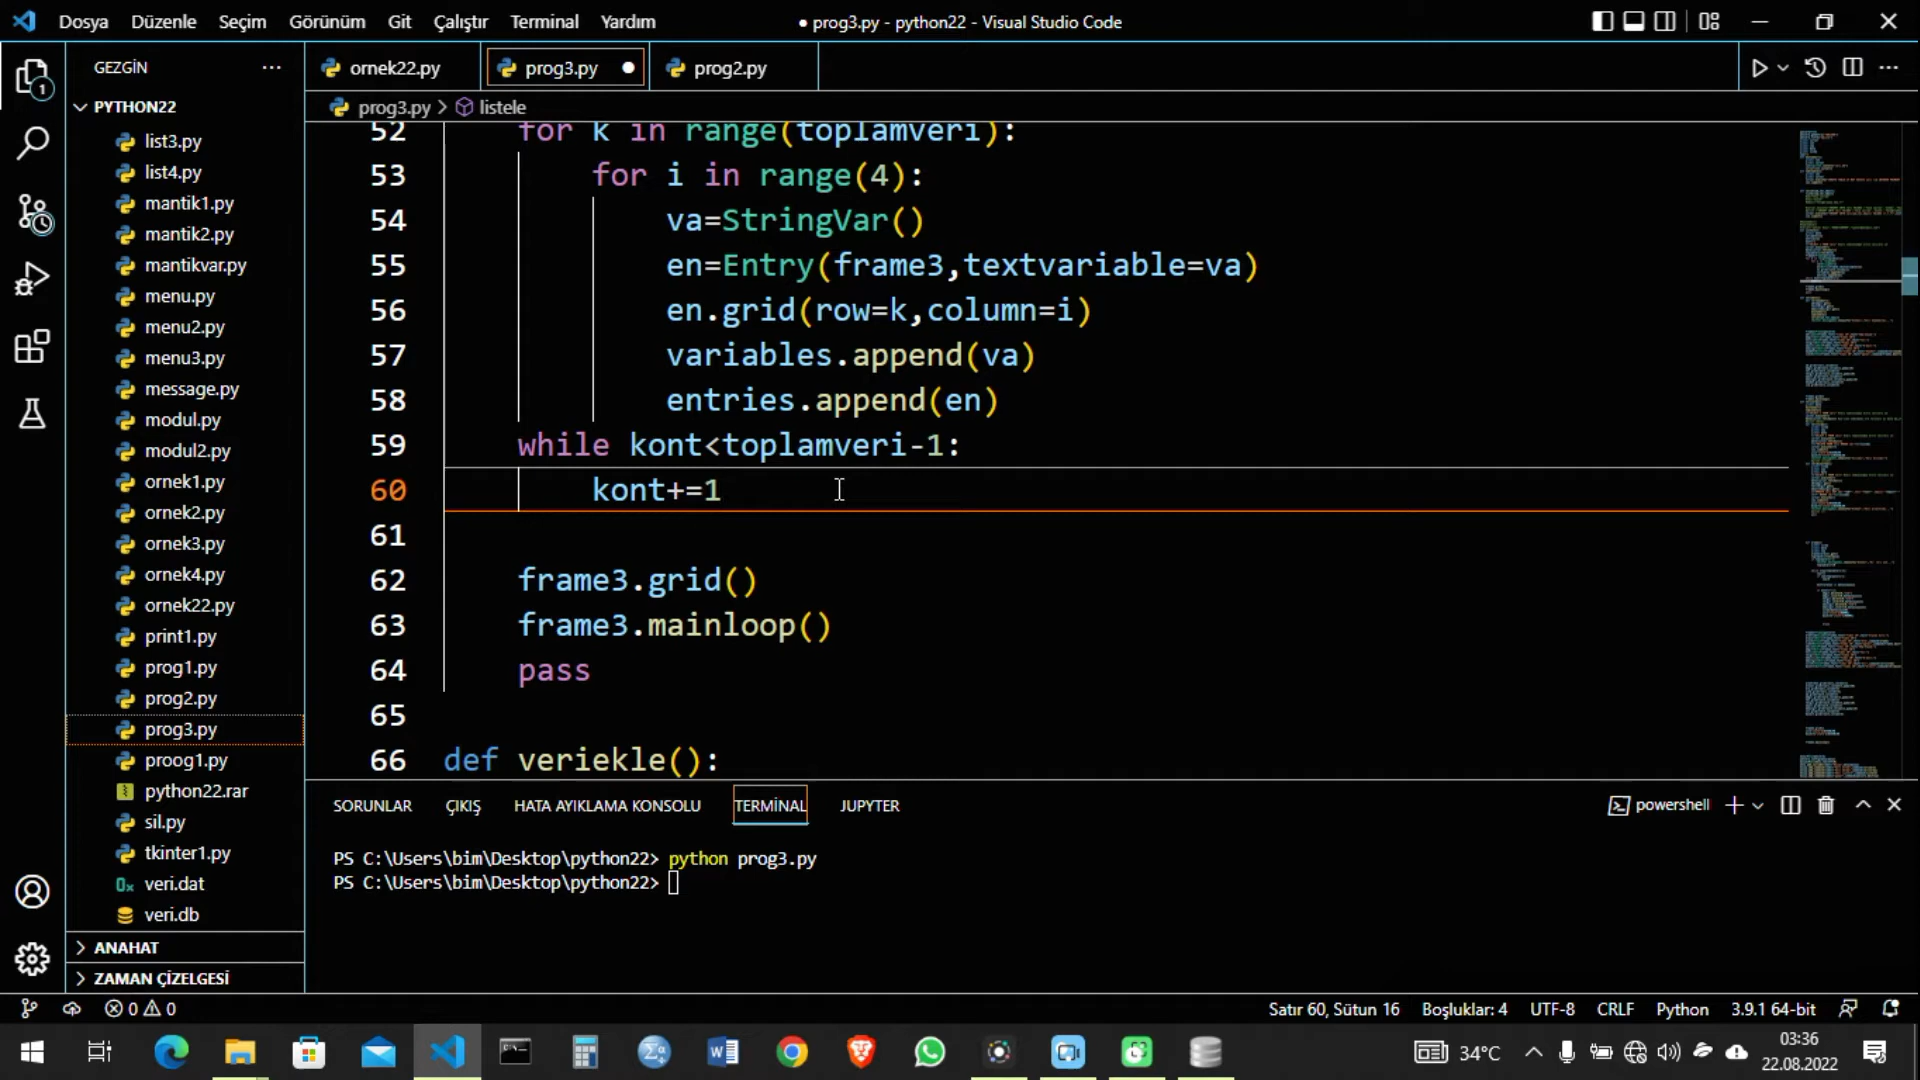 Dosya Düzenle Seçim Görünüm Git Çalıştır Terminal Yardım
● prog3.py - python22 - Visual Studio Code
GEZGİN
ornek22.py
prog3.py
prog2.py
PYTHON22
prog3.py > listele
1
list3.py
list4.py
mantik1.py
mantik2.py
mantikvar.py
menu.py
menu2.py
menu3.py
message.py
modul.py
modul2.py
ornek1.py
ornek2.py
ornek3.py
ornek4.py
ornek22.py
print1.py
prog1.py
prog2.py
prog3.py
proog1.py
python22.rar
sil.py
tkinter1.py
veri.dat
veri.db
ANAHAT
ZAMAN ÇİZELGESİ
52 for k in range(toplamveri):
53 for i in range(4):
54 va=StringVar()
55 en=Entry(frame3,textvariable=va)
56 en.grid(row=k,column=i)
57 variables.append(va)
58 entries.append(en)
59 while kont<toplamveri-1:
60 kont+=1
61
62 frame3.grid()
63 frame3.mainloop()
64 pass
65
66 def veriekle():
SORUNLAR ÇIKIŞ HATA AYIKLAMA KONSOLU TERMİNAL JUPYTER
powershell
PS C:\Users\bim\Desktop\python22> python prog3.py
PS C:\Users\bim\Desktop\python22>
0 0
Satır 60, Sütun 16 Boşluklar: 4 UTF-8 CRLF Python 3.9.1 64-bit
34°C
03:36
22.08.2022